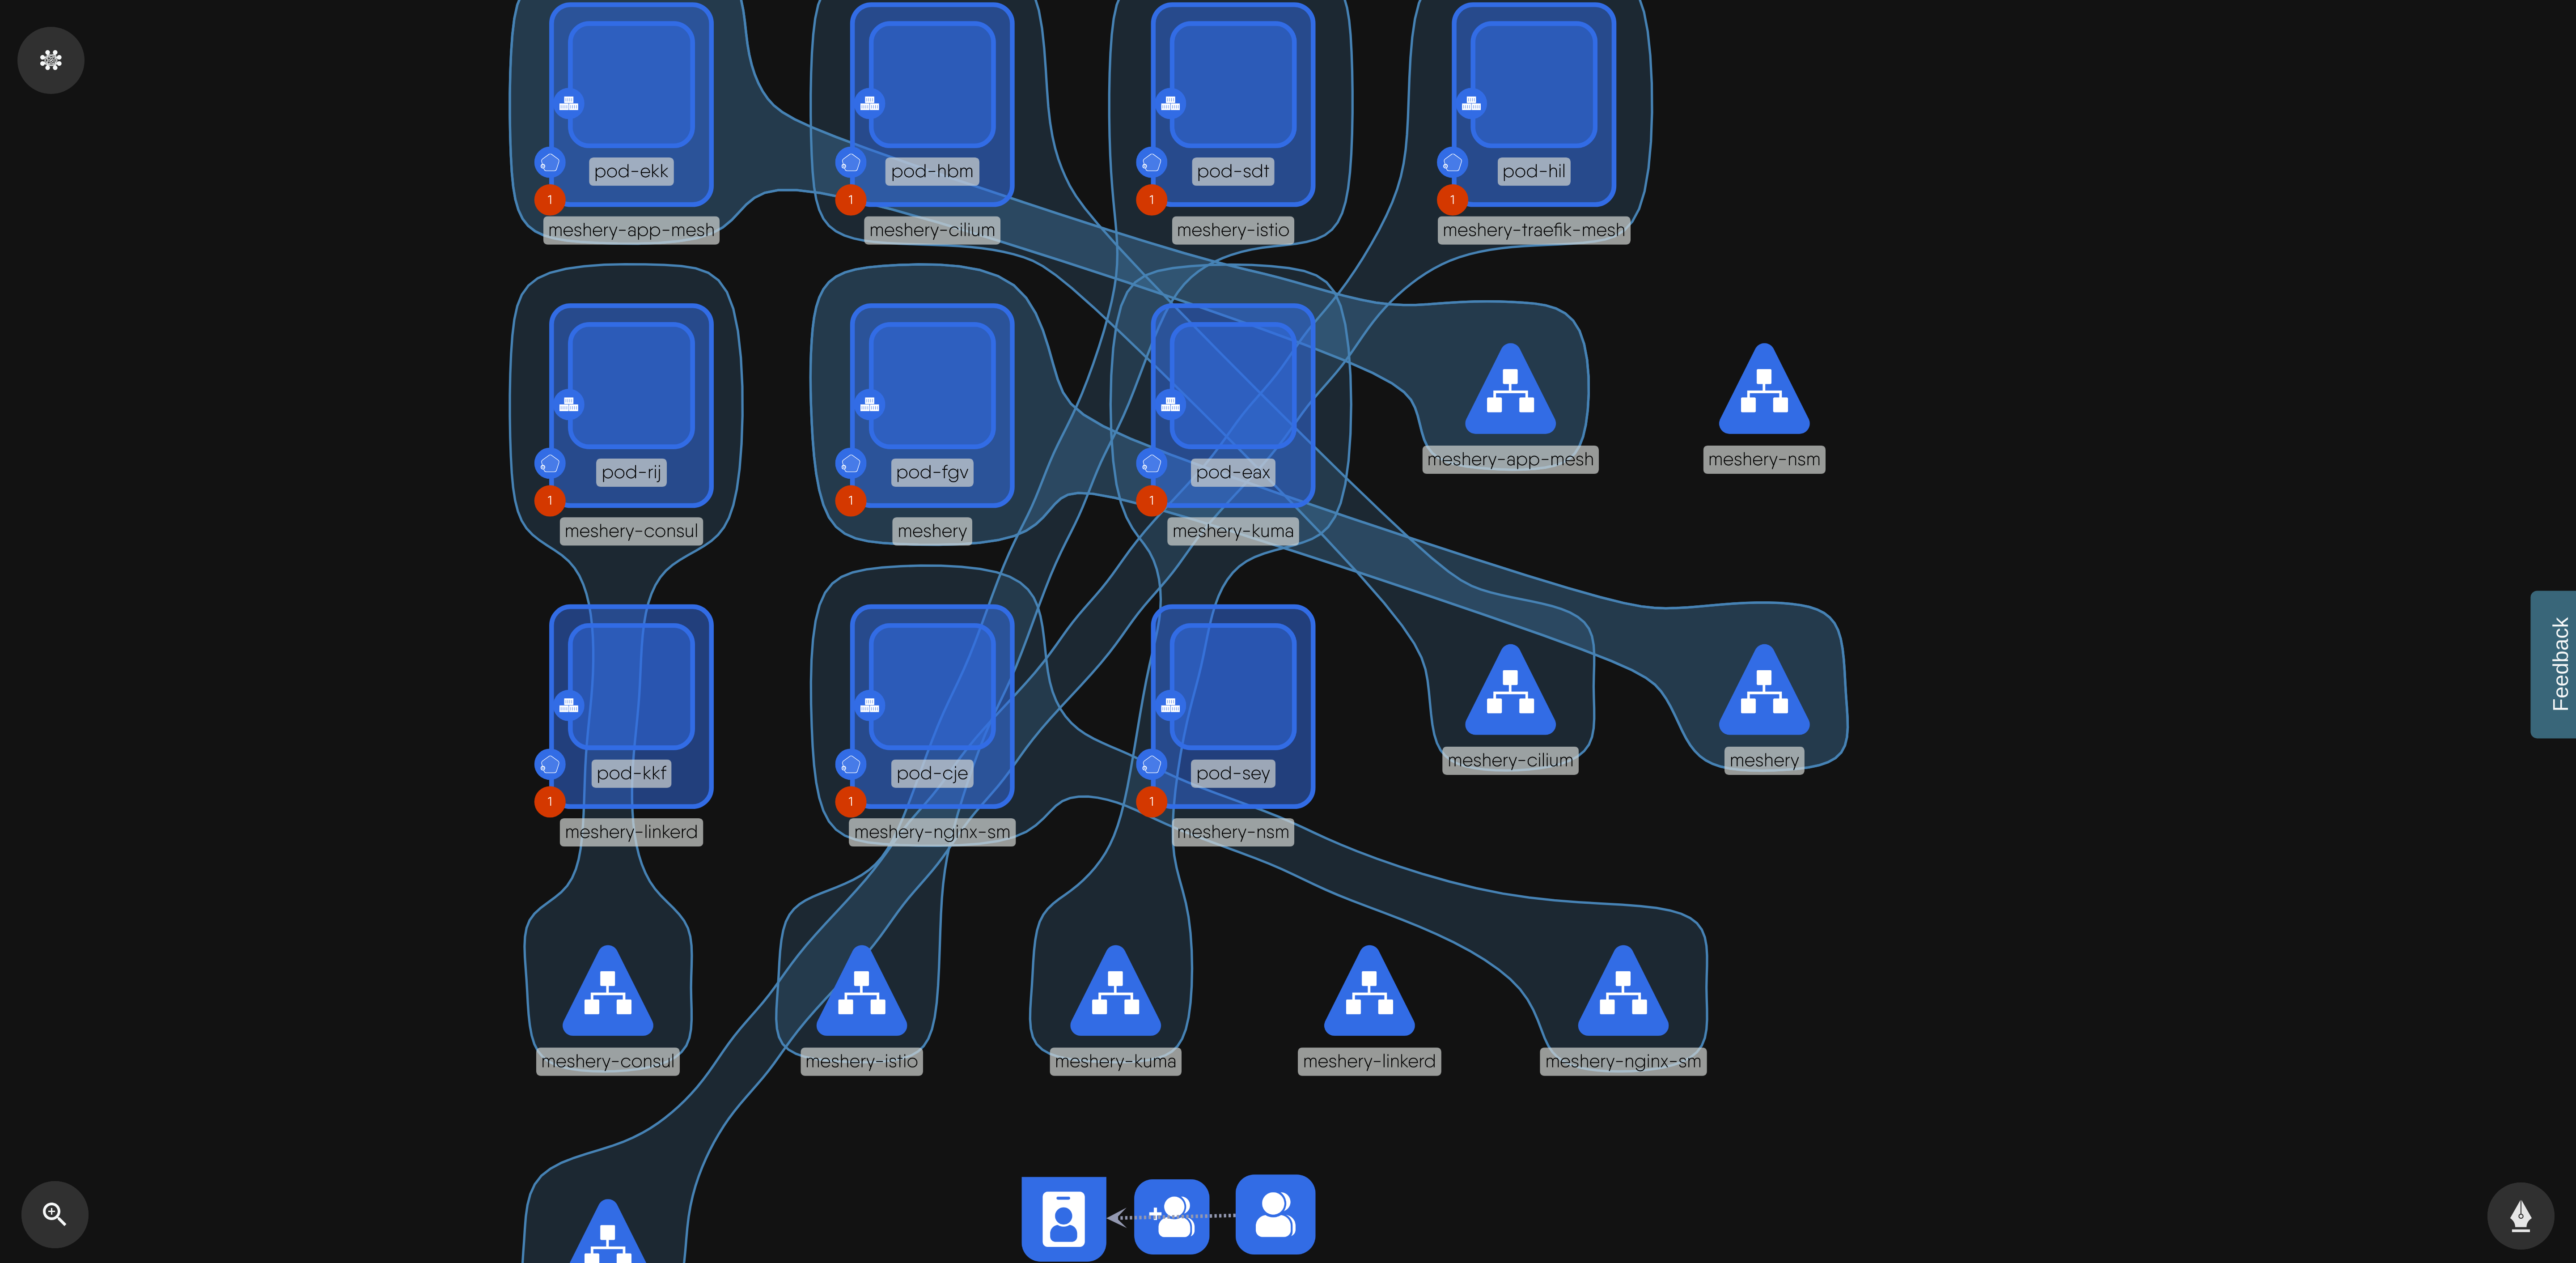 pod-ekk
pod-hbm
pod-sdt
pod-hil
1
1
1
1
meshery-app-mesh
meshery-cilium
meshery-istio
meshery-traefik-mesh
pod-rij
pod-fgv
pod-eax
meshery-app-mesh
meshery-nsm
1
1
1
meshery-consul
meshery
meshery-kuma
Feedback
pod-kkf
pod-cje
pod-sey
meshery-cilium
meshery
1
1
1
meshery-linkerd
meshery-nginx-sm
meshery-nsm
meshery-consul
meshery-istio
meshery-kuma
meshery-linkerd
meshery-nginx-sm